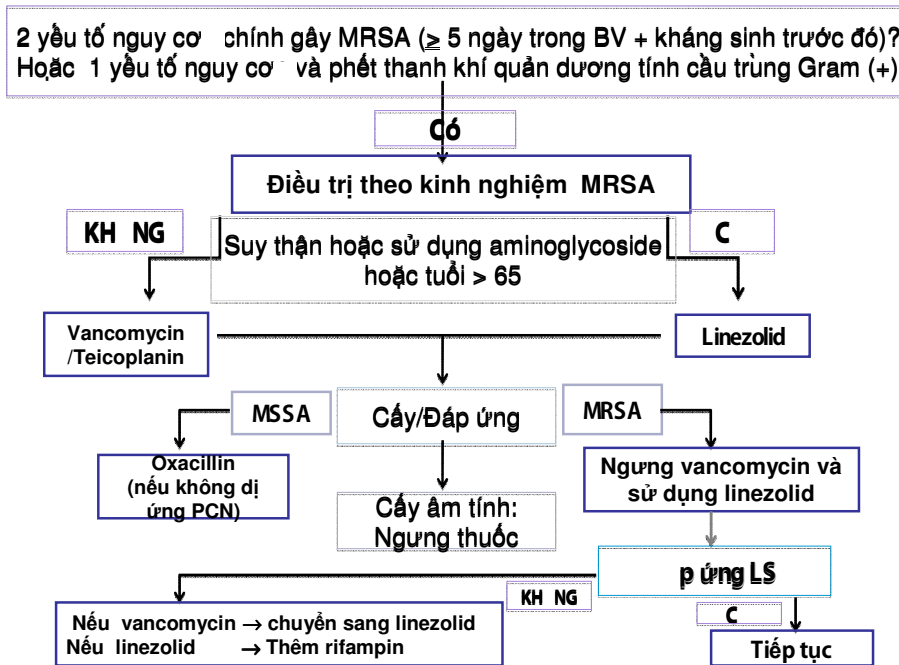 2 yếu tố nguy cơ chính gây MRSA (≥ 5 ngày trong BV + kháng sinh trước đó)?
Hoặc 1 yếu tố nguy cơ và phết thanh khí quản dương tính cầu trùng Gram (+)
Có
Điều trị theo kinh nghiệm MRSA
KH NG
Suy thận hoặc sử dụng aminoglycoside
hoặc tuổi > 65
C
Vancomycin
/Teicoplanin
Linezolid
MSSA
Cấy/Đáp ứng
MRSA
Oxacillin
(nếu không dị
ứng PCN)
Cấy âm tính:
Ngưng thuốc
Ngưng vancomycin và
sử dụng linezolid
p ứng LS
KH NG
C
Nếu vancomycin → chuyển sang linezolid
Nếu linezolid → Thêm rifampin
Tiếp tục